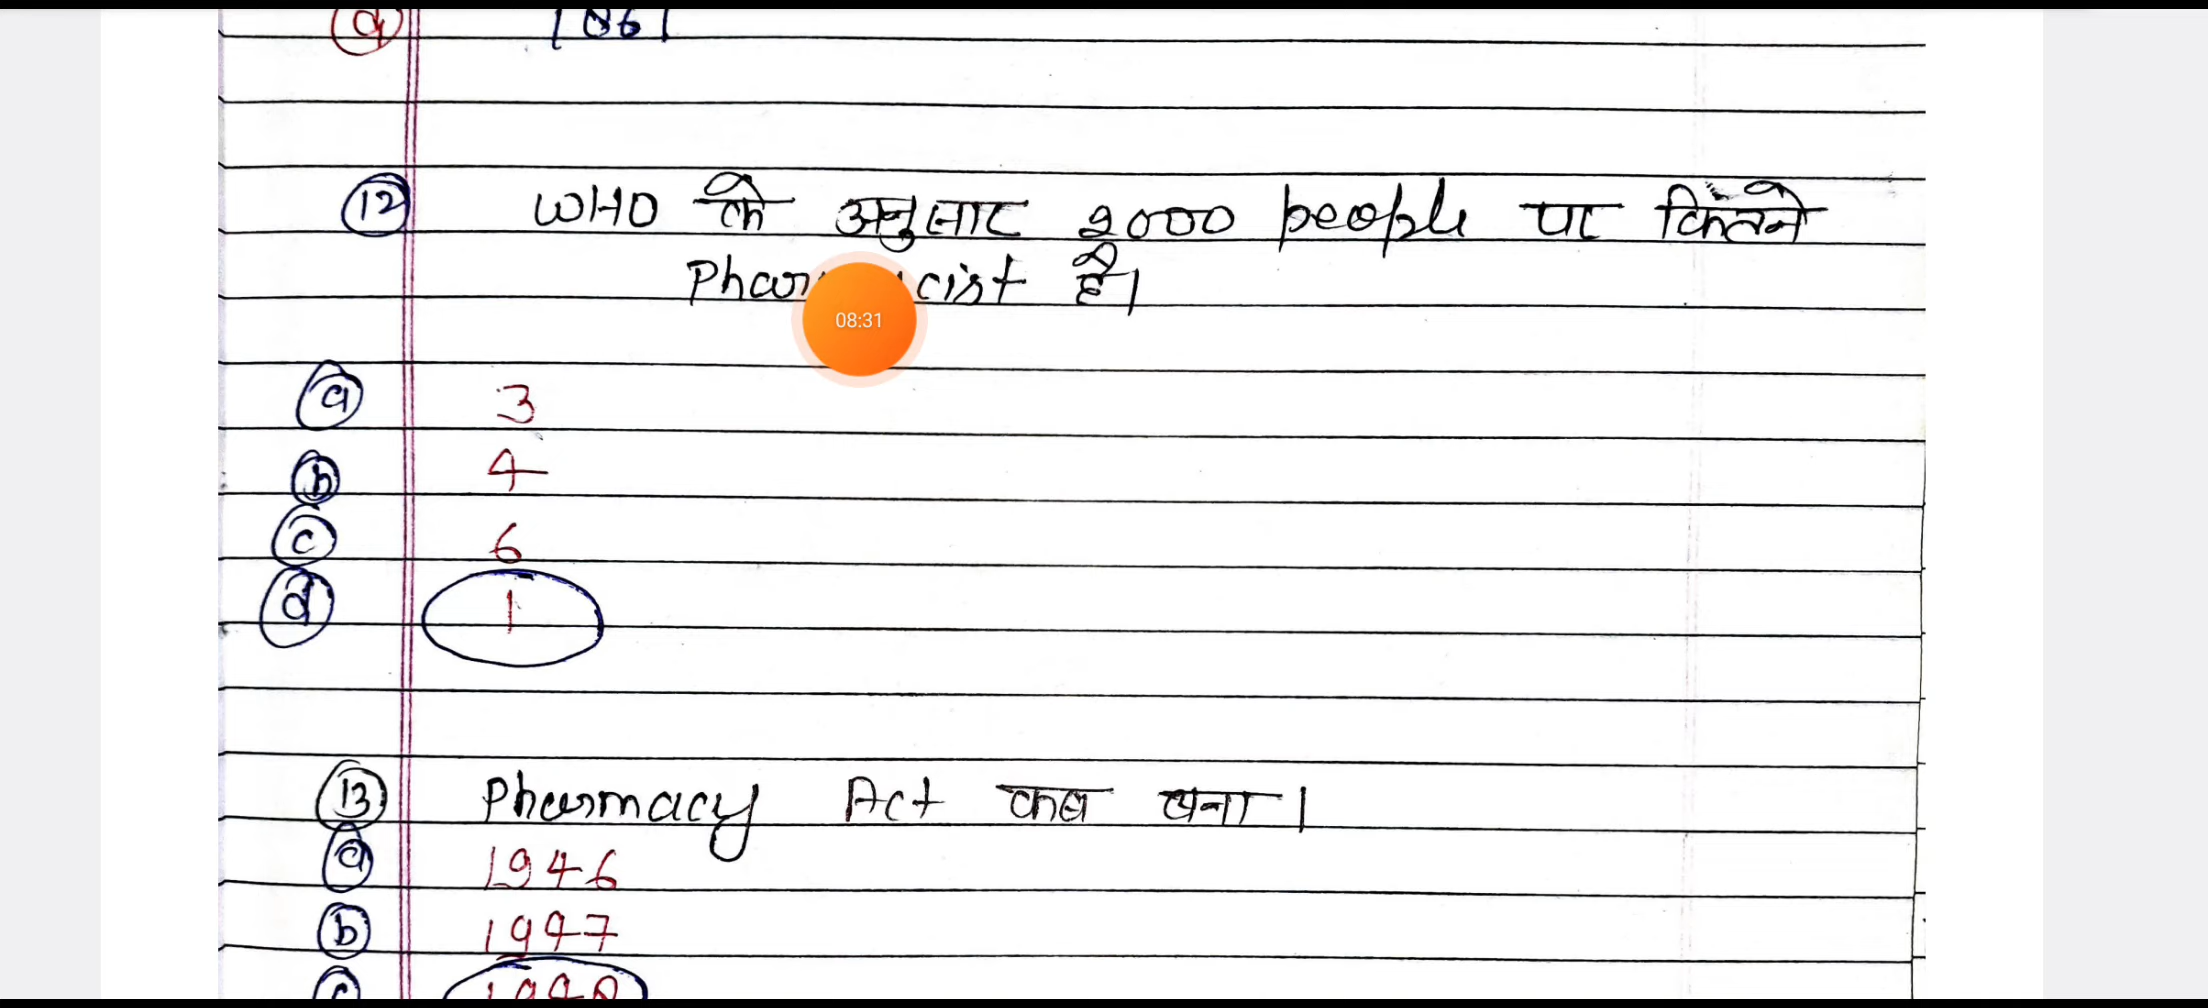 (d) 1861
(12) WHO के अनुसार 2000 people पर कितने
cist है।
08:31
(a) 3
(b) 4
(c) 6
(d) 1
(13) Pharmacy Act कब बना।
(a) 1946
(b) 1947
(c)